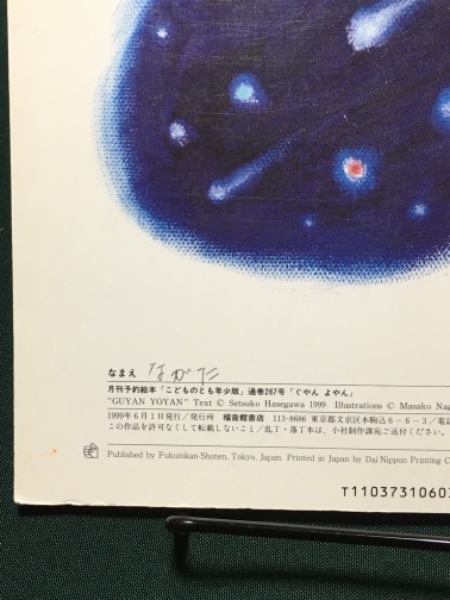 なまえ ながた
月刊予約絵本「こどものとも年少版」通巻267号「ぐやん よやん」
"GUYAN YOYAN" Text © Setsuko Hasegawa 1999. Illustrations © Masako
1999年6月1日発行／発行所 福音館書店 113-8686 東京都文京区本駒込6-6-3／電
この作品を許可なくして転載しないこと／乱丁・落丁本は、小社制作課宛ご送付ください。
Published by Fukuinkan-Shoten, Tokyo, Japan. Printed in Japan by Dai Nippon Printing
T110373106